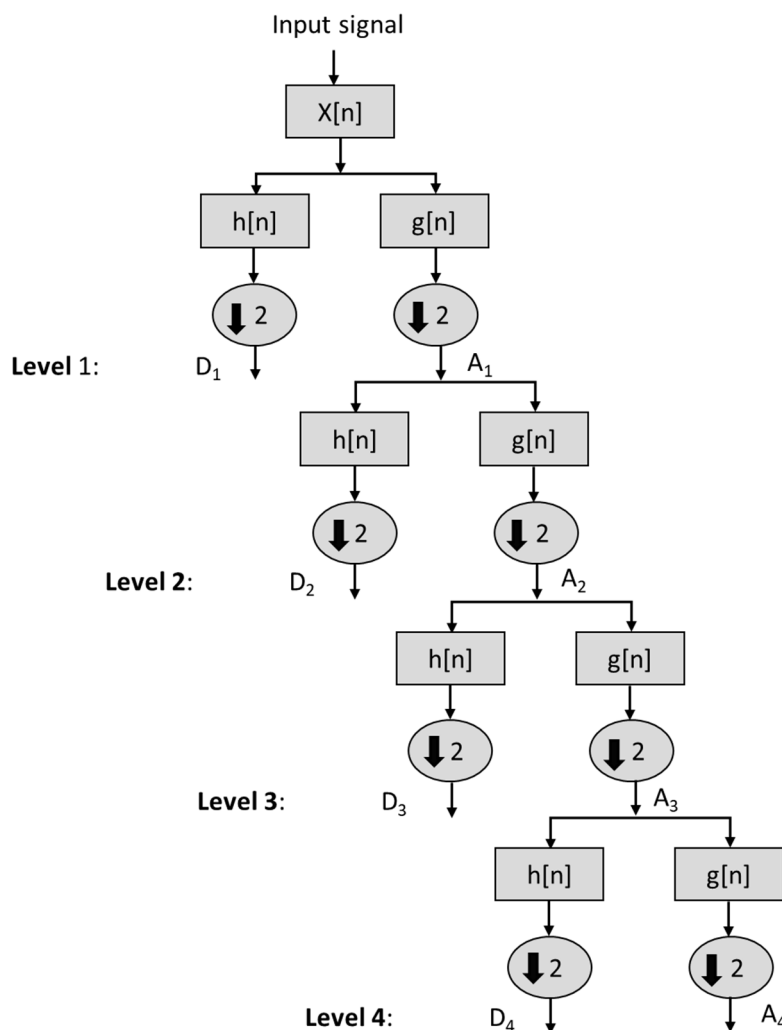 Input signal
X[n]
h[n] g[n]
2 2
Level 1: D₁ A₁
h[n] g[n]
2 2
Level 2: D₂ A₂
h[n] g[n]
2 2
Level 3: D₃ A₃
h[n] g[n]
2 2
Level 4: D₄ A₄